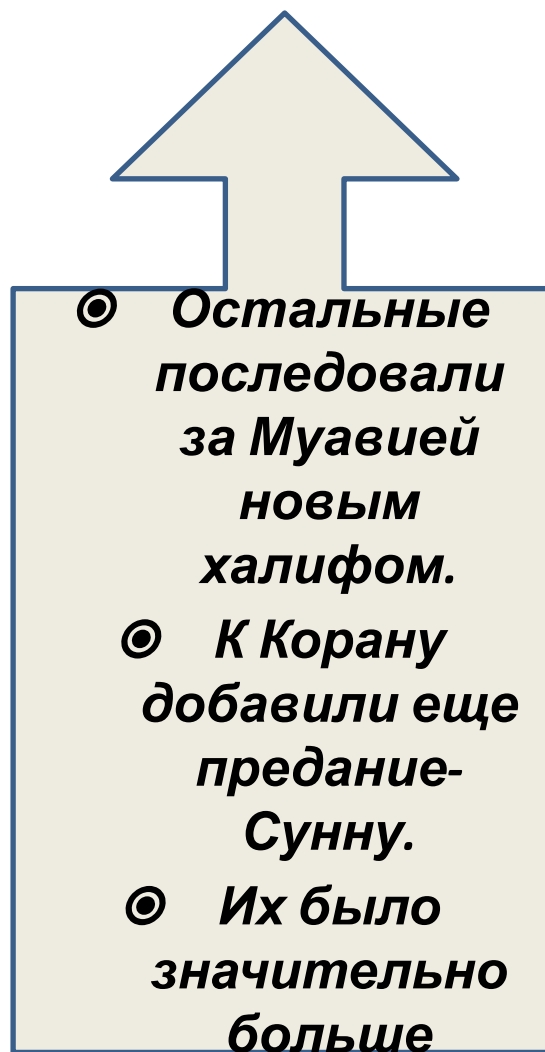 Остальные
последовали
за Муавией
новым
халифом.
К Корану
добавили еще
предание-
Сунну.
Их было
значительно
больше